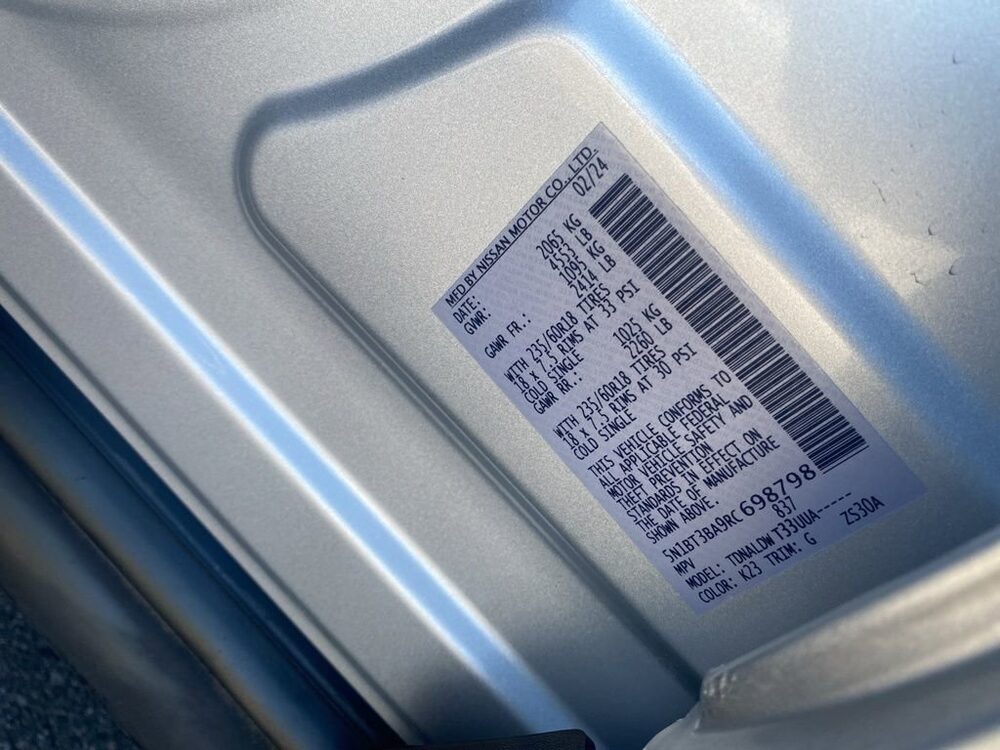 MFD BY NISSAN MOTOR CO.,LTD.
DATE: 02/24
GVWR: 2065 KG
4553 LB
GAWR FR.: 1095 KG
2414 LB
WITH 235/60R18 TIRES
18 X 7.5 RIMS AT 33 PSI
COLD SINGLE
GAWR RR.: 1025 KG
2260 LB
WITH 235/60R18 TIRES
18 X 7.5 RIMS AT 30 PSI
COLD SINGLE
THIS VEHICLE CONFORMS TO
ALL APPLICABLE FEDERAL
MOTOR VEHICLE SAFETY AND
THEFT PREVENTION
STANDARDS IN EFFECT ON
THE DATE OF MANUFACTURE
SHOWN ABOVE.
5N1BT3BA9RC698798
MPV 837
MODEL: TDNALDW T33UUA-----
COLOR: K23 TRIM: G ZS30A